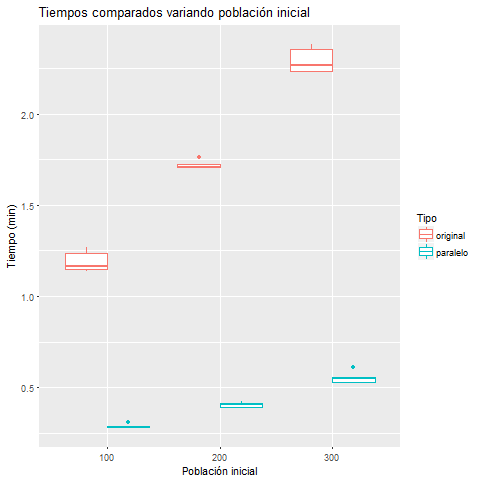 Tiempos comparados variando población inicial
Tiempo (min)
2.0
1.5
1.0
0.5
100
200
300
Población inicial
Tipo
original
paralelo